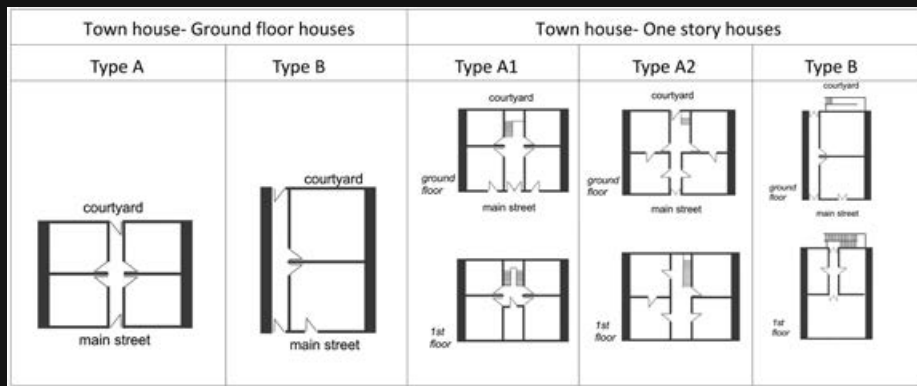 Town house- Ground floor houses
Town house- One story houses
Type A
Type B
Type A1
Type A2
Type B
courtyard
main street
courtyard
main street
courtyard
ground
floor
main street
1st
floor
courtyard
ground
floor
main street
1st
floor
courtyard
ground
floor
main street
1st
floor